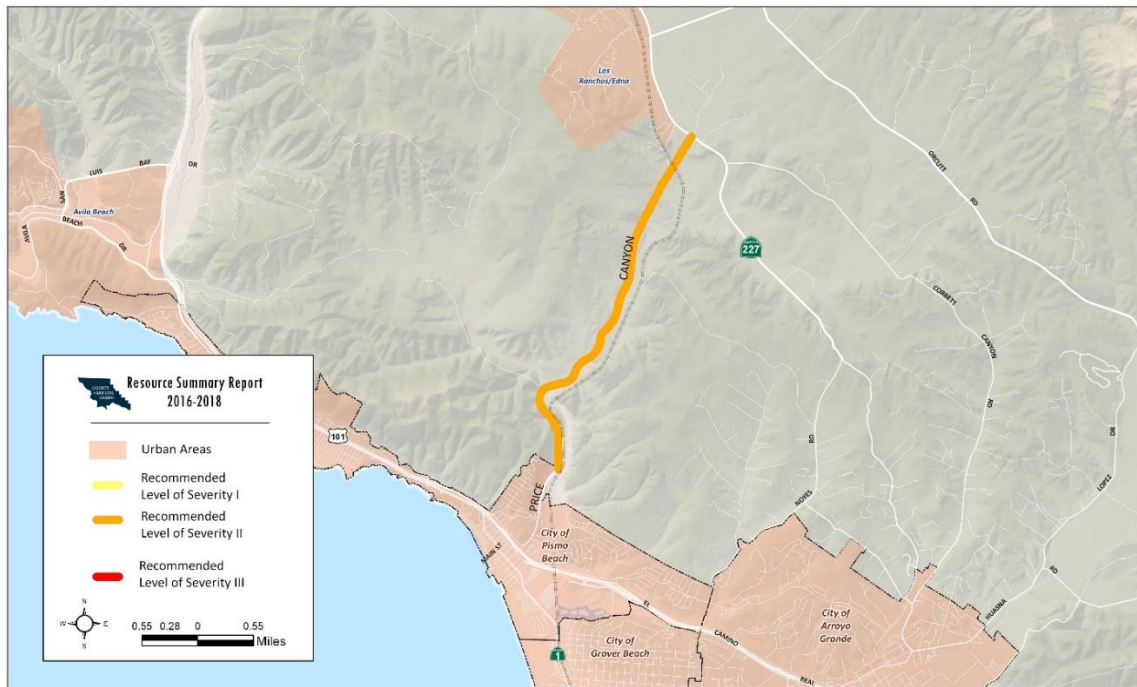 Los
Ranchos/Edna
ORCUTT
RD
LUIS BAY DR
SAN
Avila Beach
AVILA
BEACH
DR
CANYON
227
CORBETT
CANYON
RD
RD
NOYES
DR
LOPEZ
RD
HUASNA
101
PRICE
City of
Pismo
Beach
MAIN ST
EL
CAMINO
REAL
1
City of
Grover Beach
City of
Arroyo
Grande
Resource Summary Report
2016-2018
Urban Areas
Recommended
Level of Severity I
Recommended
Level of Severity II
Recommended
Level of Severity III
N
W E
S
0.55 0.28 0 0.55
Miles